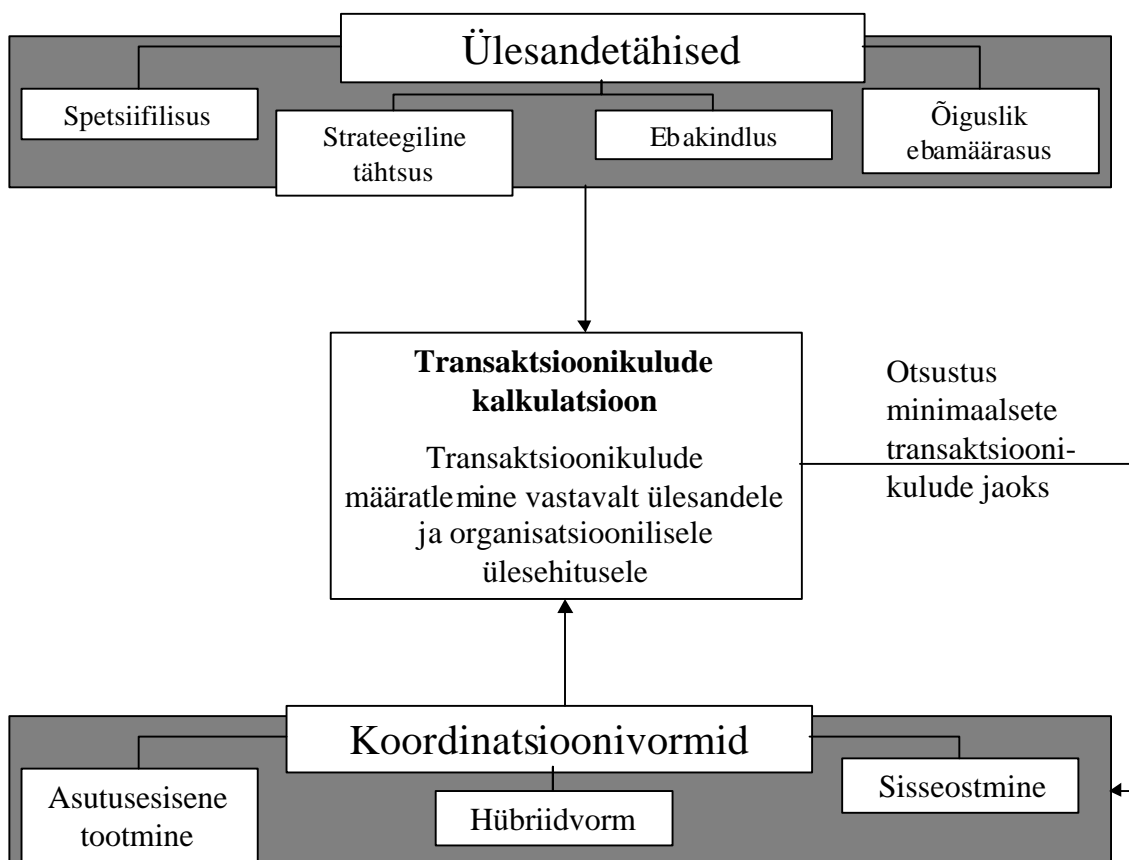 Ülesandetähised
Spetsiifilisus
Strateegiline
tähtsus
Ebakindlus
Õiguslik
ebamäärasus
Transaktsioonikulude
kalkulatsioon
Transaktsioonikulude
määratlemine vastavalt ülesandele
ja organisatsioonilisele
ülesehitusele
Otsustus
minimaalsete
transaktsiooni-
kulude jaoks
Koordinatsioonivormid
Asutusesisene
tootmine
Hübriidvorm
Sisseostmine